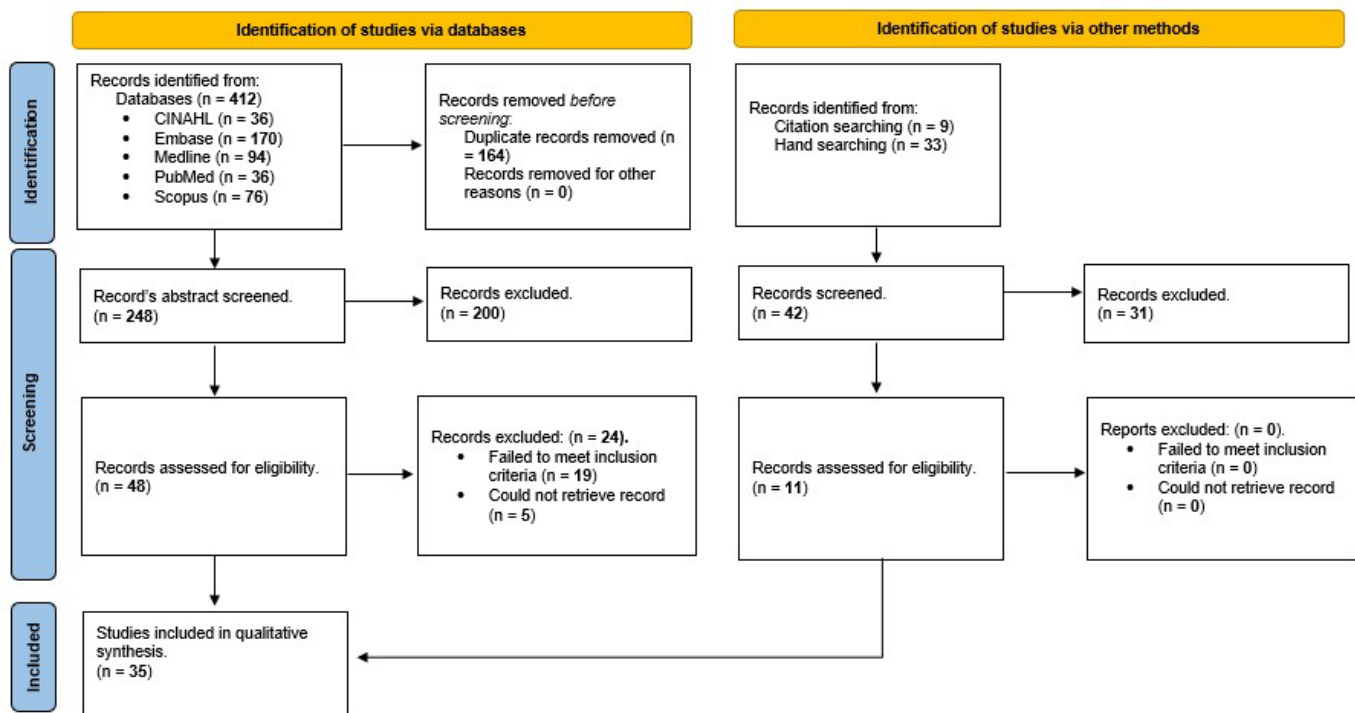 Identification of studies via databases
Identification of studies via other methods
Identification
Records identified from:
Databases (n = 412)
• CINAHL (n = 36)
• Embase (n = 170)
• Medline (n = 94)
• PubMed (n = 36)
• Scopus (n = 76)
Records removed before
screening:
Duplicate records removed (n
= 164)
Records removed for other
reasons (n = 0)
Records identified from:
Citation searching (n = 9)
Hand searching (n = 33)
Screening
Record's abstract screened.
(n = 248)
Records excluded.
(n = 200)
Records screened.
(n = 42)
Records excluded.
(n = 31)
Records assessed for eligibility.
(n = 48)
Records excluded: (n = 24).
• Failed to meet inclusion
criteria (n = 19)
• Could not retrieve record
(n = 5)
Records assessed for eligibility.
(n = 11)
Reports excluded: (n = 0).
• Failed to meet inclusion
criteria (n = 0)
• Could not retrieve record
(n = 0)
Included
Studies included in qualitative
synthesis.
(n = 35)